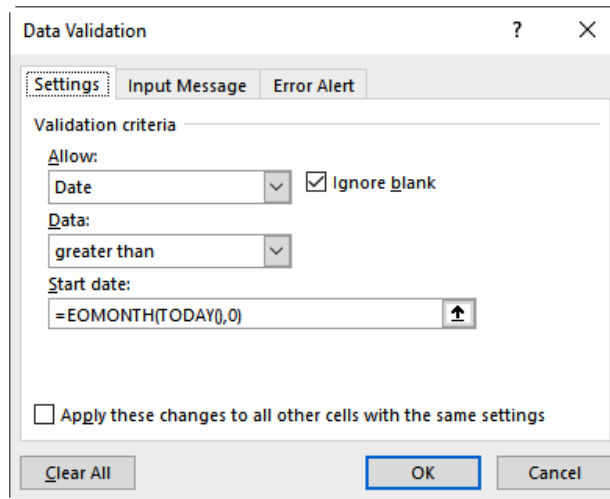 Data Validation ?
Settings Input Message Error Alert
Validation criteria
Allow:
Date Ignore blank
Data:
greater than
Start date:
=EOMONTH(TODAY(),0)
Apply these changes to all other cells with the same settings
Clear All OK Cancel